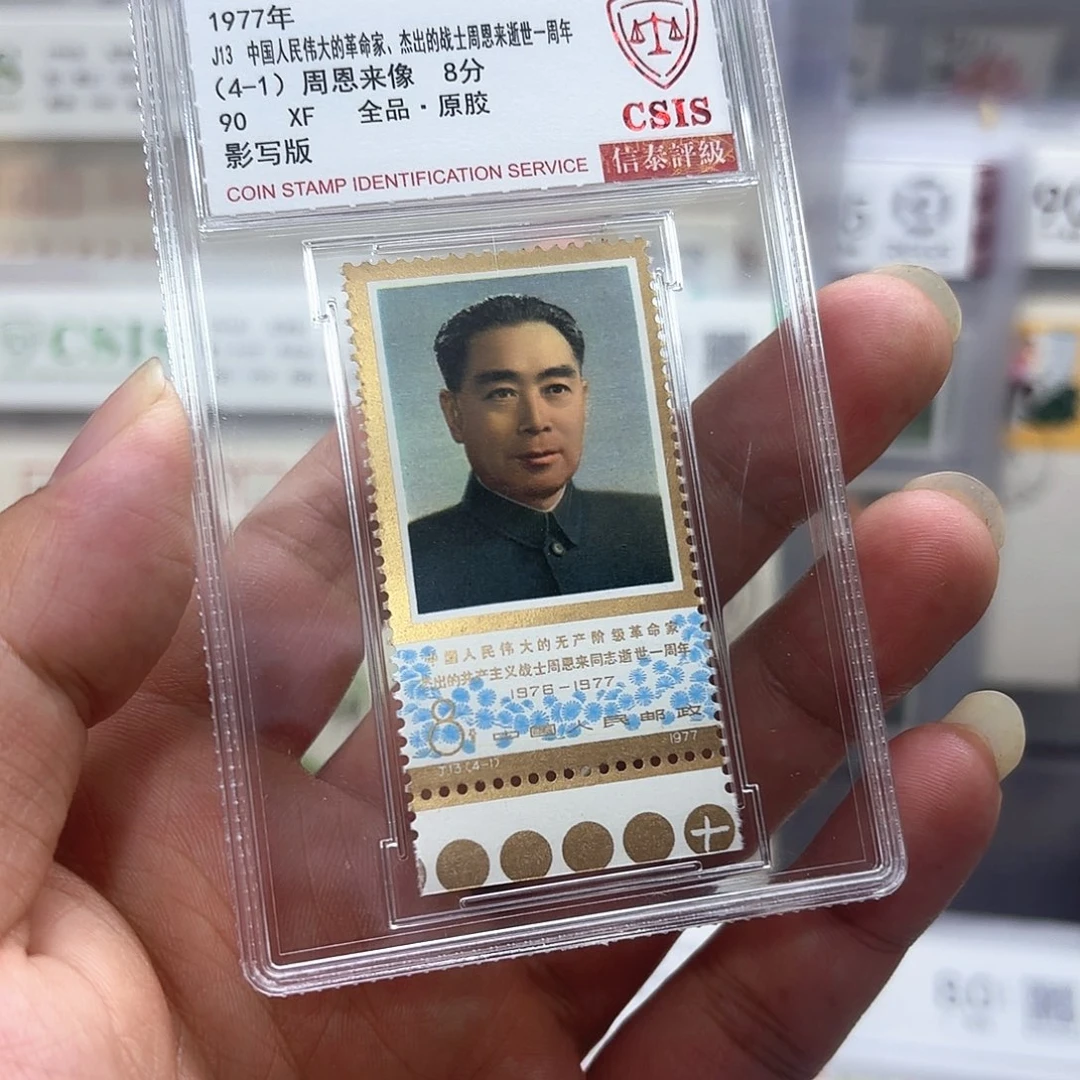 1977年
J13 中国人民伟大的革命家、杰出的战士周恩来逝世一周年
(4-1) 周恩来像 8分
90 XF 全品·原胶
影写版
COIN STAMP IDENTIFICATION SERVICE
CSIS
信泰評級
CSIS
中国人民伟大的无产阶级革命家
杰出的共产主义战士周恩来同志逝世一周年
1976-1977
8分 中国人民邮政
J13(4-1)
1977